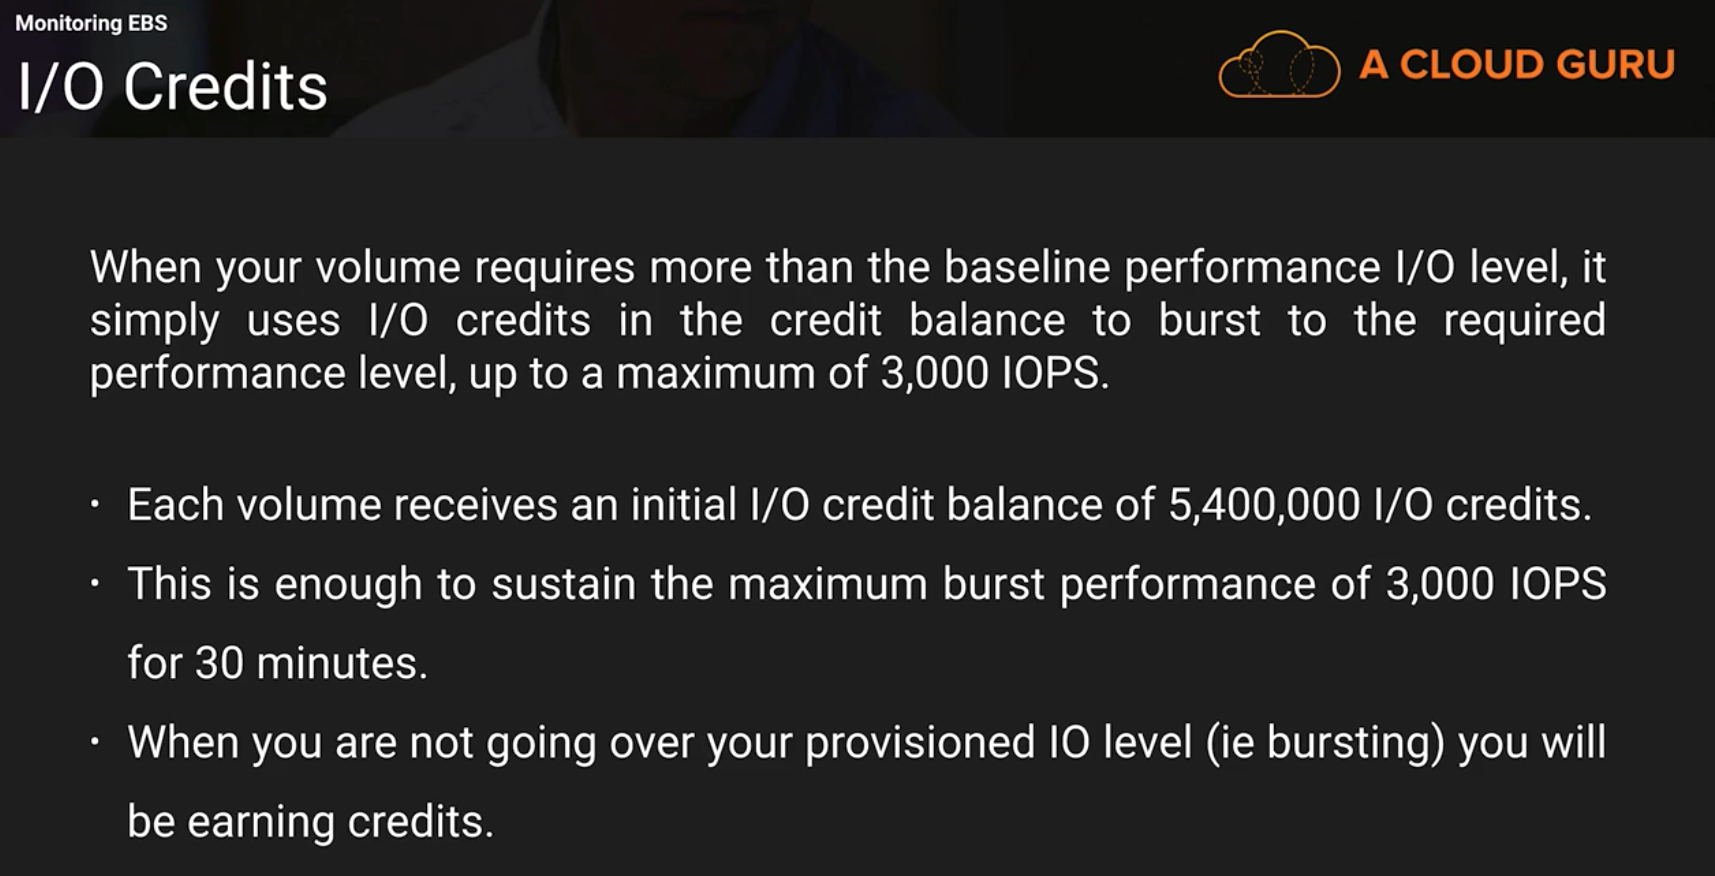 Monitoring EBS
I/O Credits
A CLOUD GURU
When your volume requires more than the baseline performance I/O level, it
simply uses I/O credits in the credit balance to burst to the required
performance level, up to a maximum of 3,000 IOPS.
• Each volume receives an initial I/O credit balance of 5,400,000 I/O credits.
• This is enough to sustain the maximum burst performance of 3,000 IOPS
for 30 minutes.
• When you are not going over your provisioned IO level (ie bursting) you will
be earning credits.